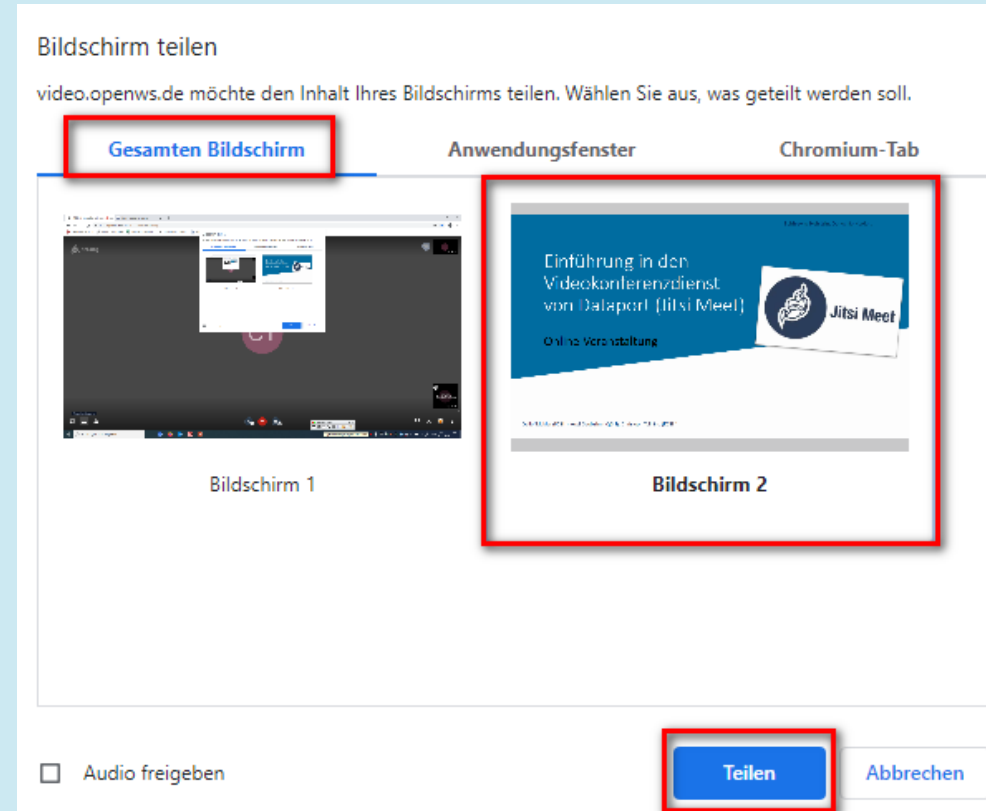 Bildschirm teilen
video.openws.de möchte den Inhalt Ihres Bildschirms teilen. Wählen Sie aus, was geteilt werden soll.
Gesamten Bildschirm Anwendungsfenster Chromium-Tab
Einführung in den
Videokonferenzdienst
von Dataport (Jitsi Meet)
Jitsi Meet
Online-Veranstaltung
CT
Bildschirm 1 Bildschirm 2
Audio freigeben Teilen Abbrechen